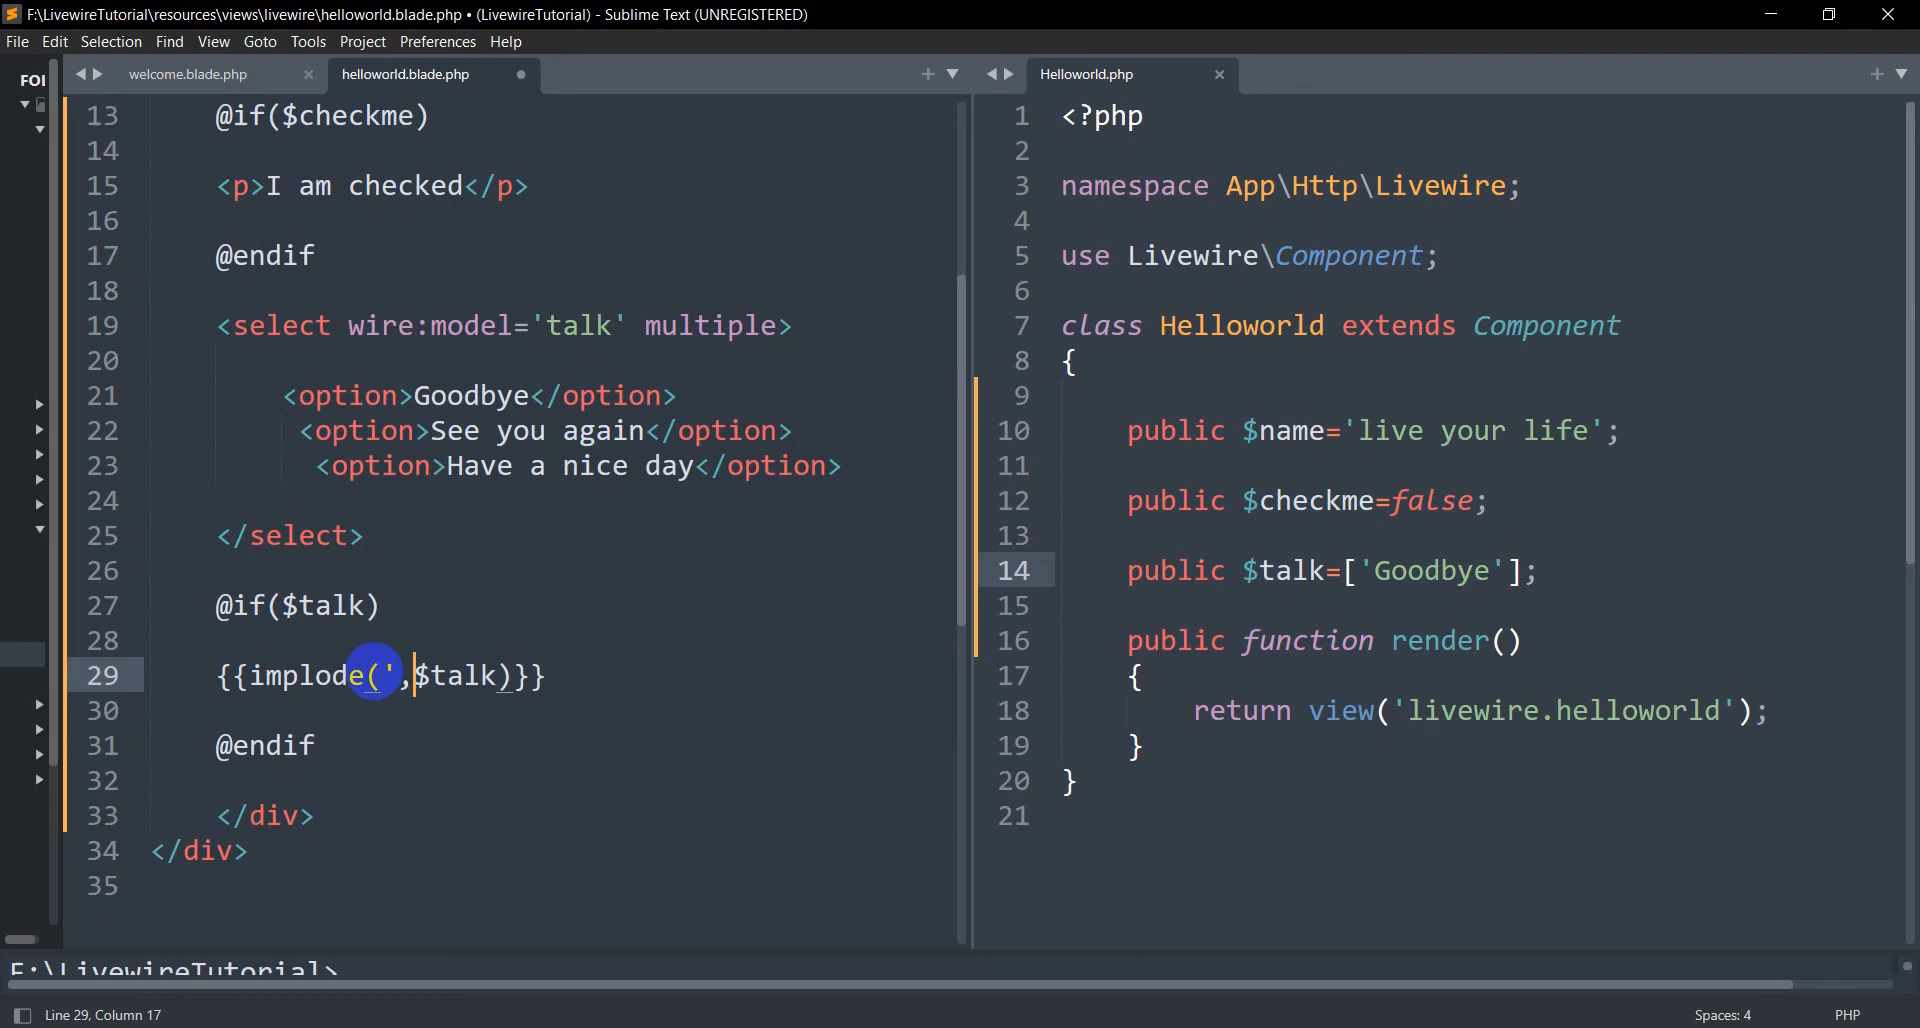 F:\LivewireTutorial\resources\views\livewire\helloworld.blade.php • (LivewireTutorial) - Sublime Text (UNREGISTERED)
File Edit Selection Find View Goto Tools Project Preferences Help
FOI
welcome.blade.php
helloworld.blade.php
Helloworld.php
13 @if($checkme)
14
15 <p>I am checked</p>
16
17 @endif
18
19 <select wire:model='talk' multiple>
20
21 <option>Goodbye</option>
22 <option>See you again</option>
23 <option>Have a nice day</option>
24
25 </select>
26
27 @if($talk)
28
29 {{implode(',$talk)}}
30
31 @endif
32
33 </div>
34 </div>
35
1 <?php
2
3 namespace App\Http\Livewire;
4
5 use Livewire\Component;
6
7 class Helloworld extends Component
8 {
9
10 public $name='live your life';
11
12 public $checkme=false;
13
14 public $talk=['Goodbye'];
15
16 public function render()
17 {
18 return view('livewire.helloworld');
19 }
20 }
21
F:\LivewireTutorial>
Line 29, Column 17
Spaces: 4
PHP